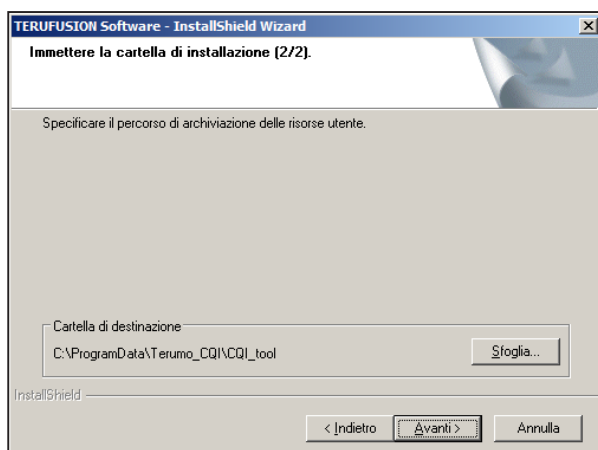 TERUFUSION Software - InstallShield Wizard
Immettere la cartella di installazione (2/2).
Specificare il percorso di archiviazione delle risorse utente.
Cartella di destinazione
C:\ProgramData\Terumo_CQI\CQI_tool
Sfoglia...
InstallShield
< Indietro
Avanti >
Annulla